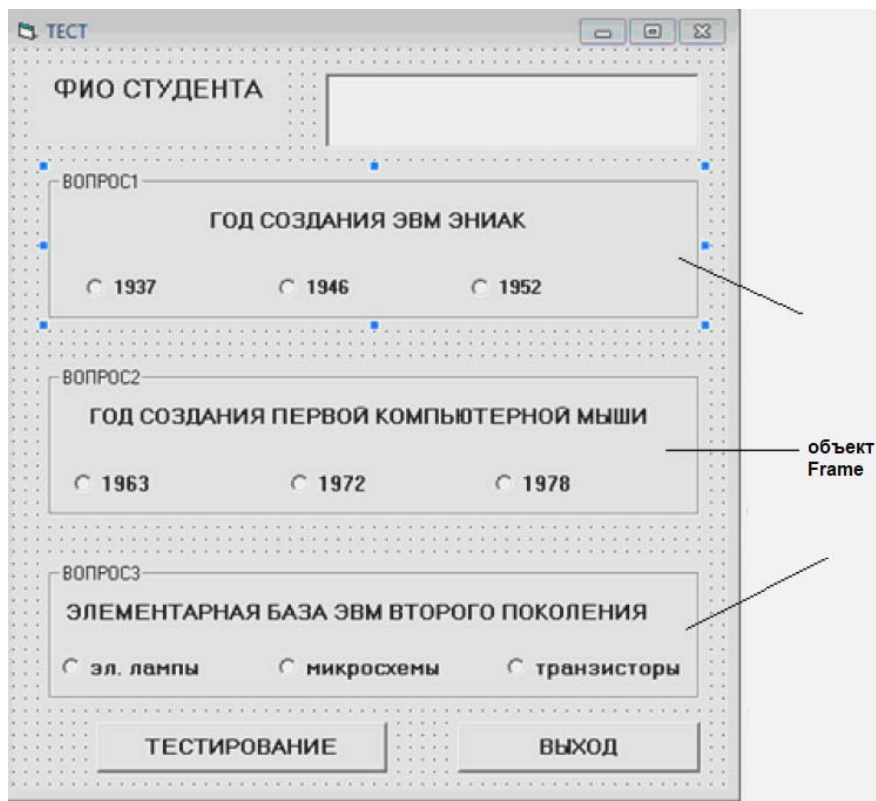 ТЕСТ
ФИО СТУДЕНТА
ВОПРОС1
ГОД СОЗДАНИЯ ЭВМ ЭНИАК
1937 1946 1952
ВОПРОС2
ГОД СОЗДАНИЯ ПЕРВОЙ КОМПЬЮТЕРНОЙ МЫШИ
1963 1972 1978
объект
Frame
ВОПРОС3
ЭЛЕМЕНТАРНАЯ БАЗА ЭВМ ВТОРОГО ПОКОЛЕНИЯ
эл. лампы микросхемы транзисторы
ТЕСТИРОВАНИЕ ВЫХОД